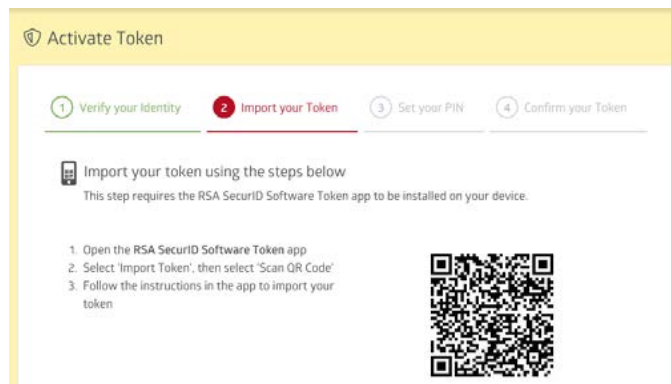 Activate Token
1 Verify your Identity 2 Import your Token 3 Set your PIN 4 Confirm your Token
Import your token using the steps below
This step requires the RSA SecurID Software Token app to be installed on your device.
1. Open the RSA SecurID Software Token app
2. Select 'Import Token', then select 'Scan QR Code'
3. Follow the instructions in the app to import your
token